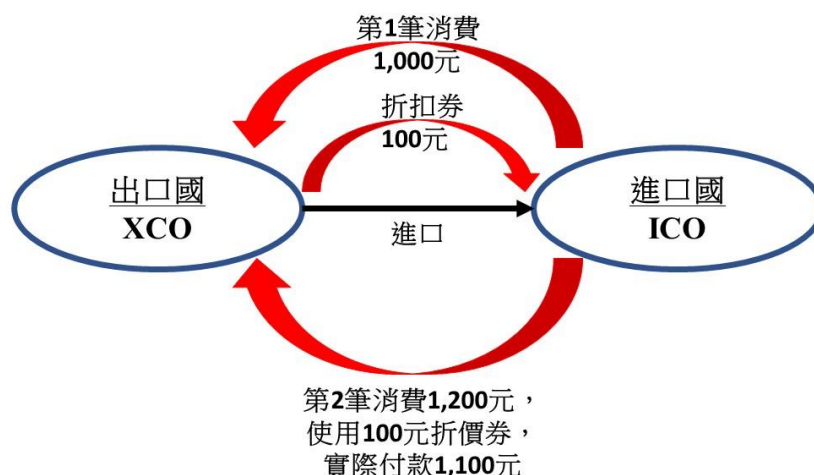 第1筆消費
1,000元
折扣券
100元
出口國
XCO
進口
進口國
ICO
第2筆消費1,200元，
使用100元折價券，
實際付款1,100元